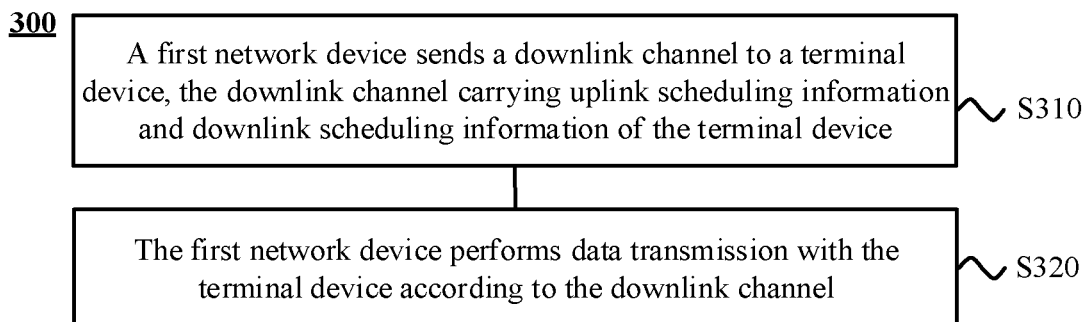 300
A first network device sends a downlink channel to a terminal
device, the downlink channel carrying uplink scheduling information
and downlink scheduling information of the terminal device
S310
The first network device performs data transmission with the
terminal device according to the downlink channel
S320